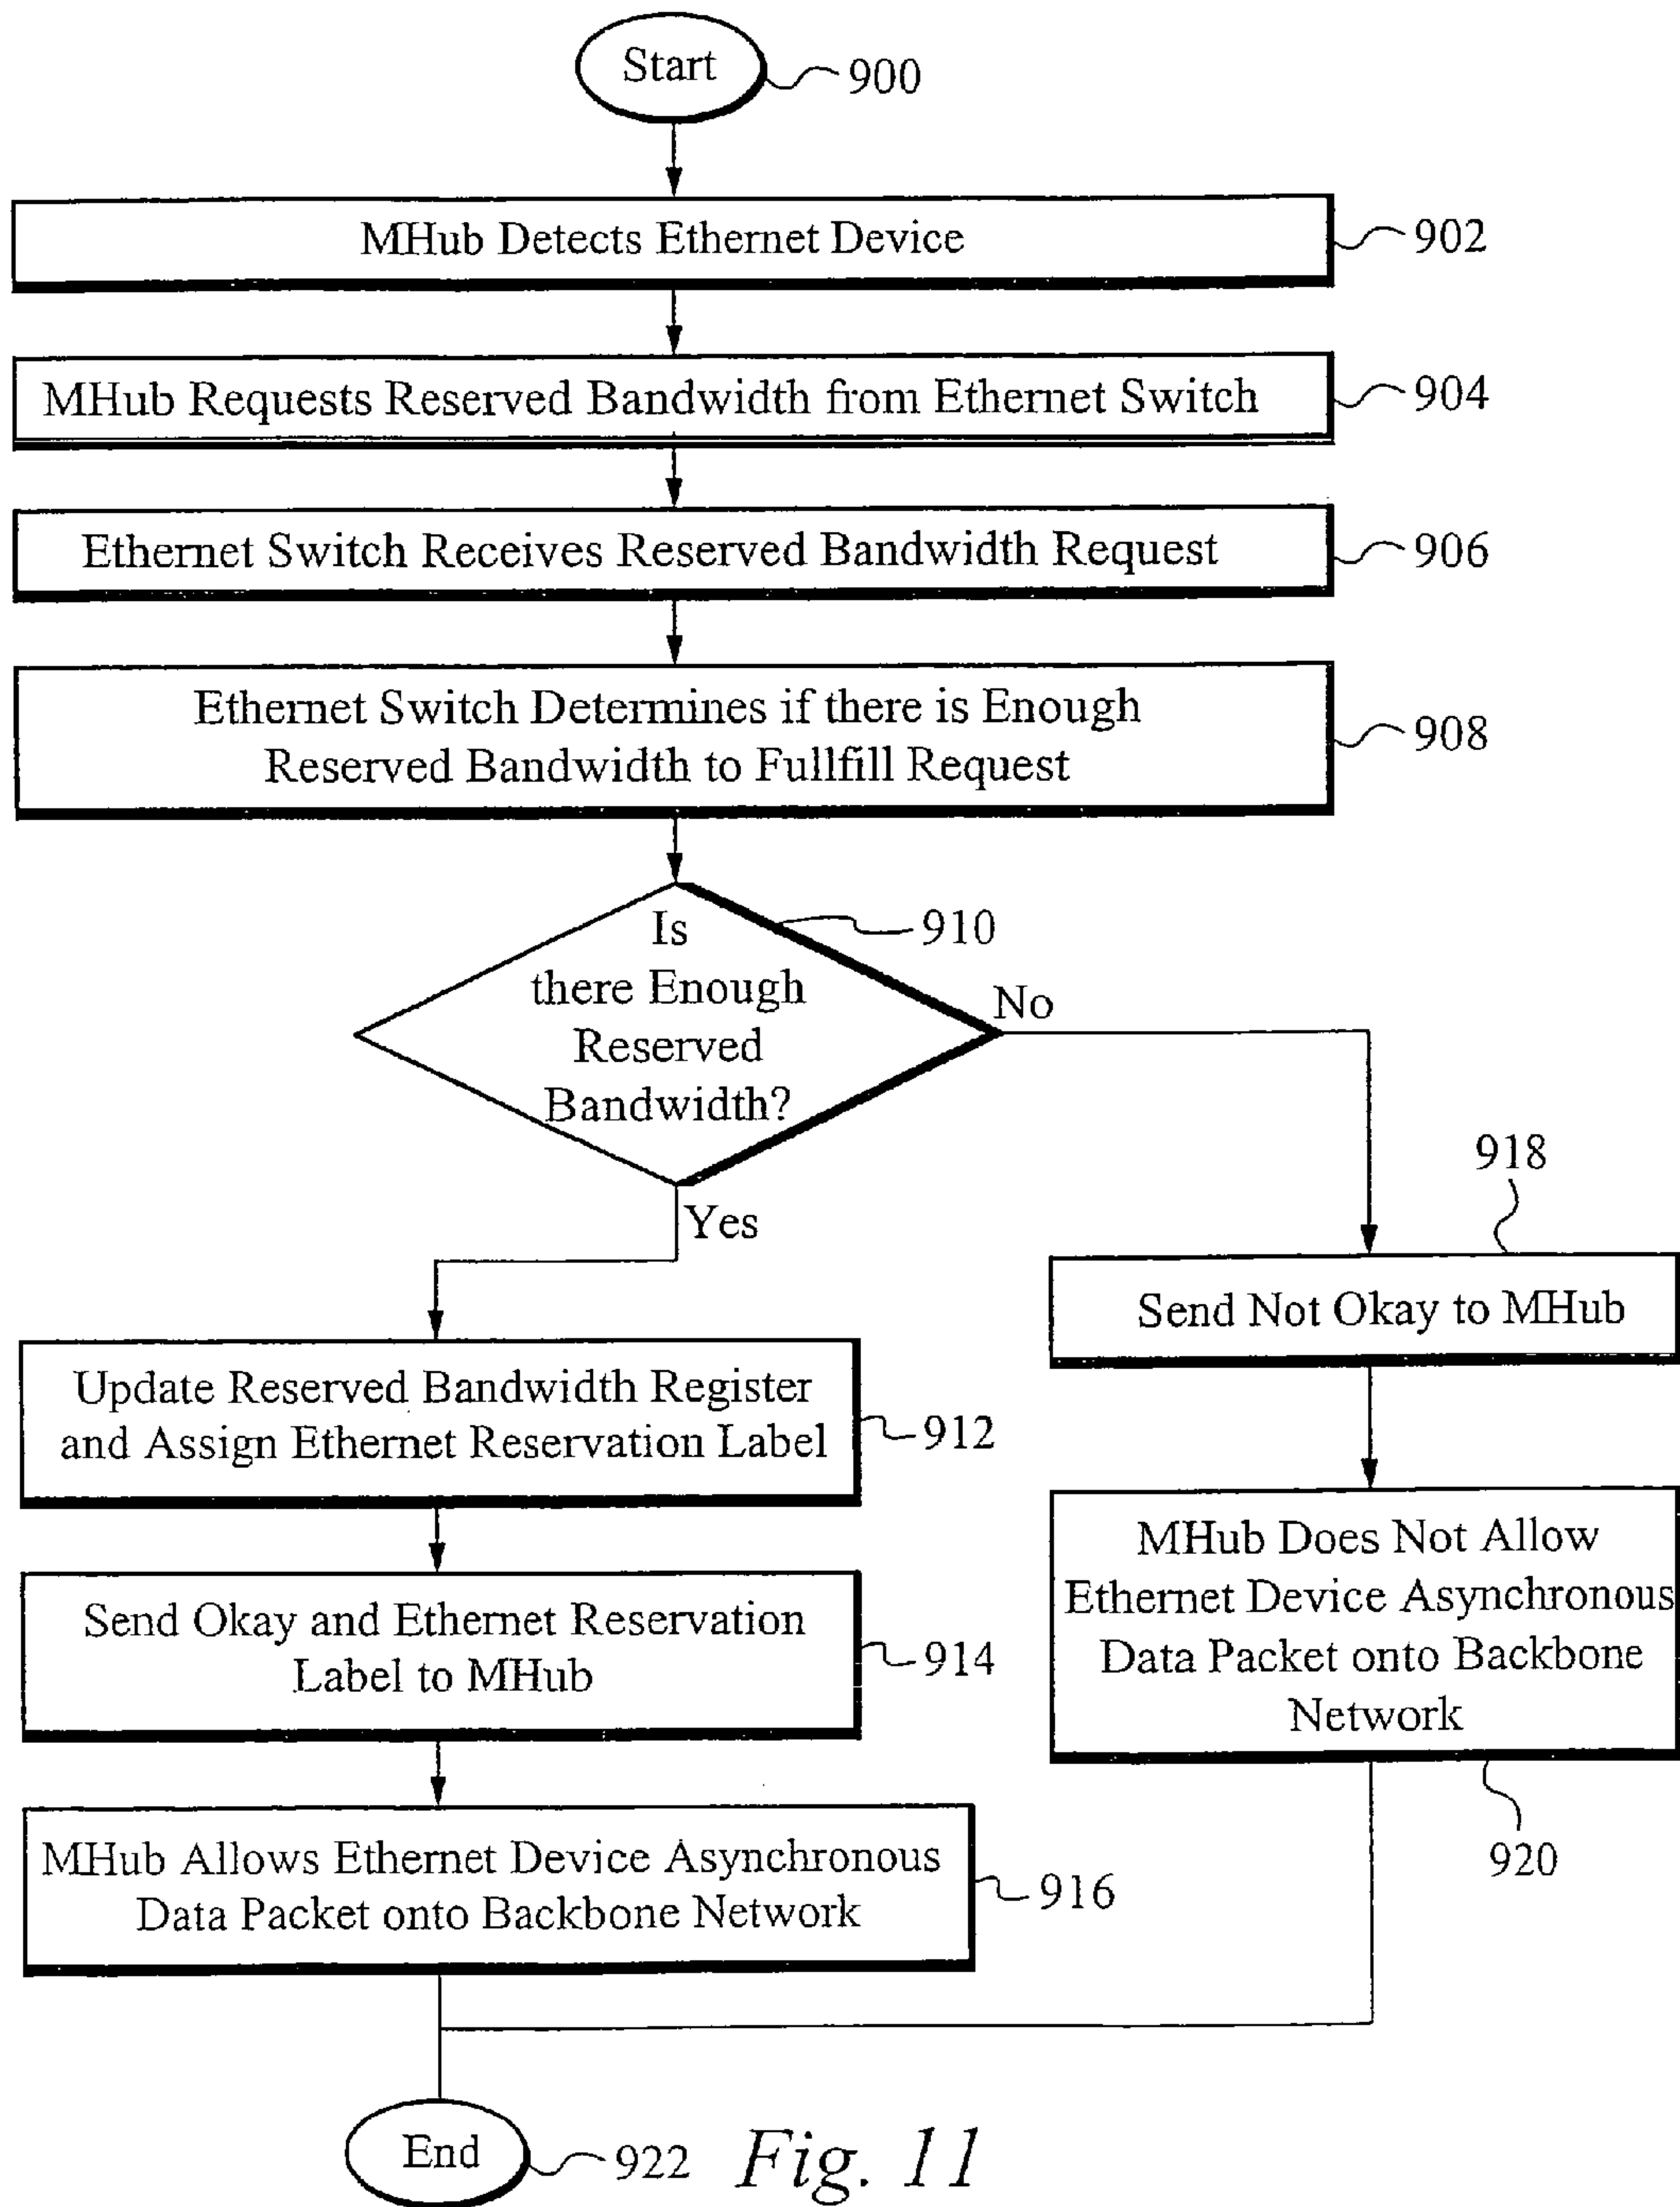 Start
900
MHub Detects Ethernet Device
902
MHub Requests Reserved Bandwidth from Ethernet Switch
904
Ethernet Switch Receives Reserved Bandwidth Request
906
Ethernet Switch Determines if there is Enough
Reserved Bandwidth to Fullfill Request
908
Is
there Enough
Reserved
Bandwidth?
910
No
Yes
Update Reserved Bandwidth Register
and Assign Ethernet Reservation Label
912
Send Okay and Ethernet Reservation
Label to MHub
914
MHub Allows Ethernet Device Asynchronous
Data Packet onto Backbone Network
916
918
Send Not Okay to MHub
MHub Does Not Allow
Ethernet Device Asynchronous
Data Packet onto Backbone
Network
920
End
922
Fig. 11